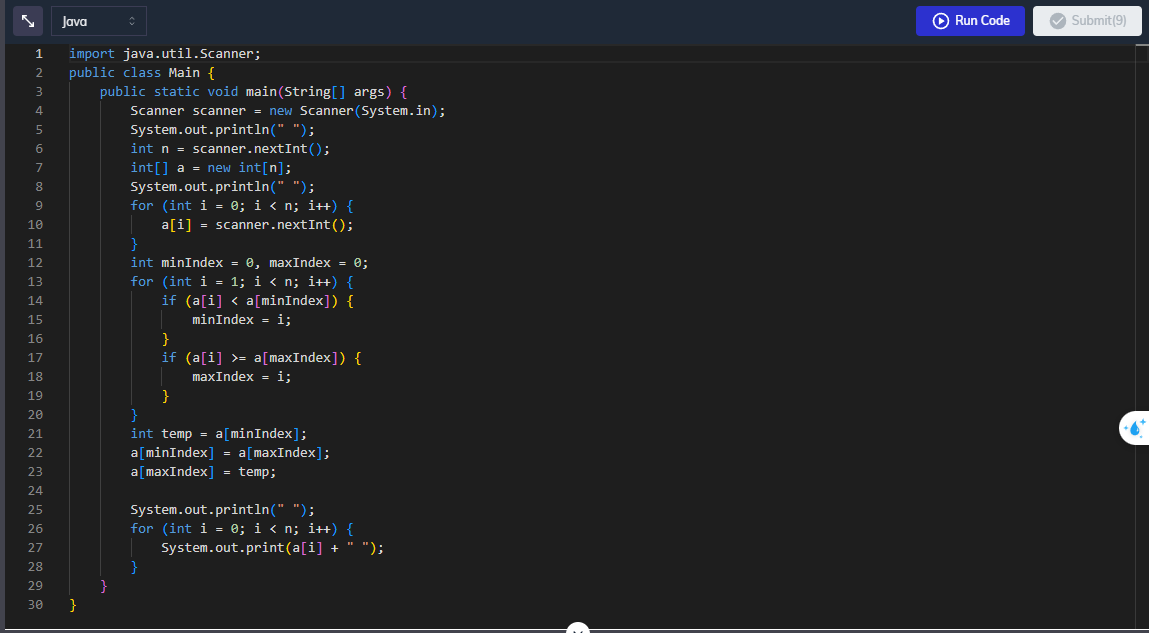 Java
Run Code
Submit(9)
1 import java.util.Scanner;
2 public class Main {
3 public static void main(String[] args) {
4 Scanner scanner = new Scanner(System.in);
5 System.out.println(" ");
6 int n = scanner.nextInt();
7 int[] a = new int[n];
8 System.out.println(" ");
9 for (int i = 0; i < n; i++) {
10 a[i] = scanner.nextInt();
11 }
12 int minIndex = 0, maxIndex = 0;
13 for (int i = 1; i < n; i++) {
14 if (a[i] < a[minIndex]) {
15 minIndex = i;
16 }
17 if (a[i] >= a[maxIndex]) {
18 maxIndex = i;
19 }
20 }
21 int temp = a[minIndex];
22 a[minIndex] = a[maxIndex];
23 a[maxIndex] = temp;
24
25 System.out.println(" ");
26 for (int i = 0; i < n; i++) {
27 System.out.print(a[i] + " ");
28 }
29 }
30 }